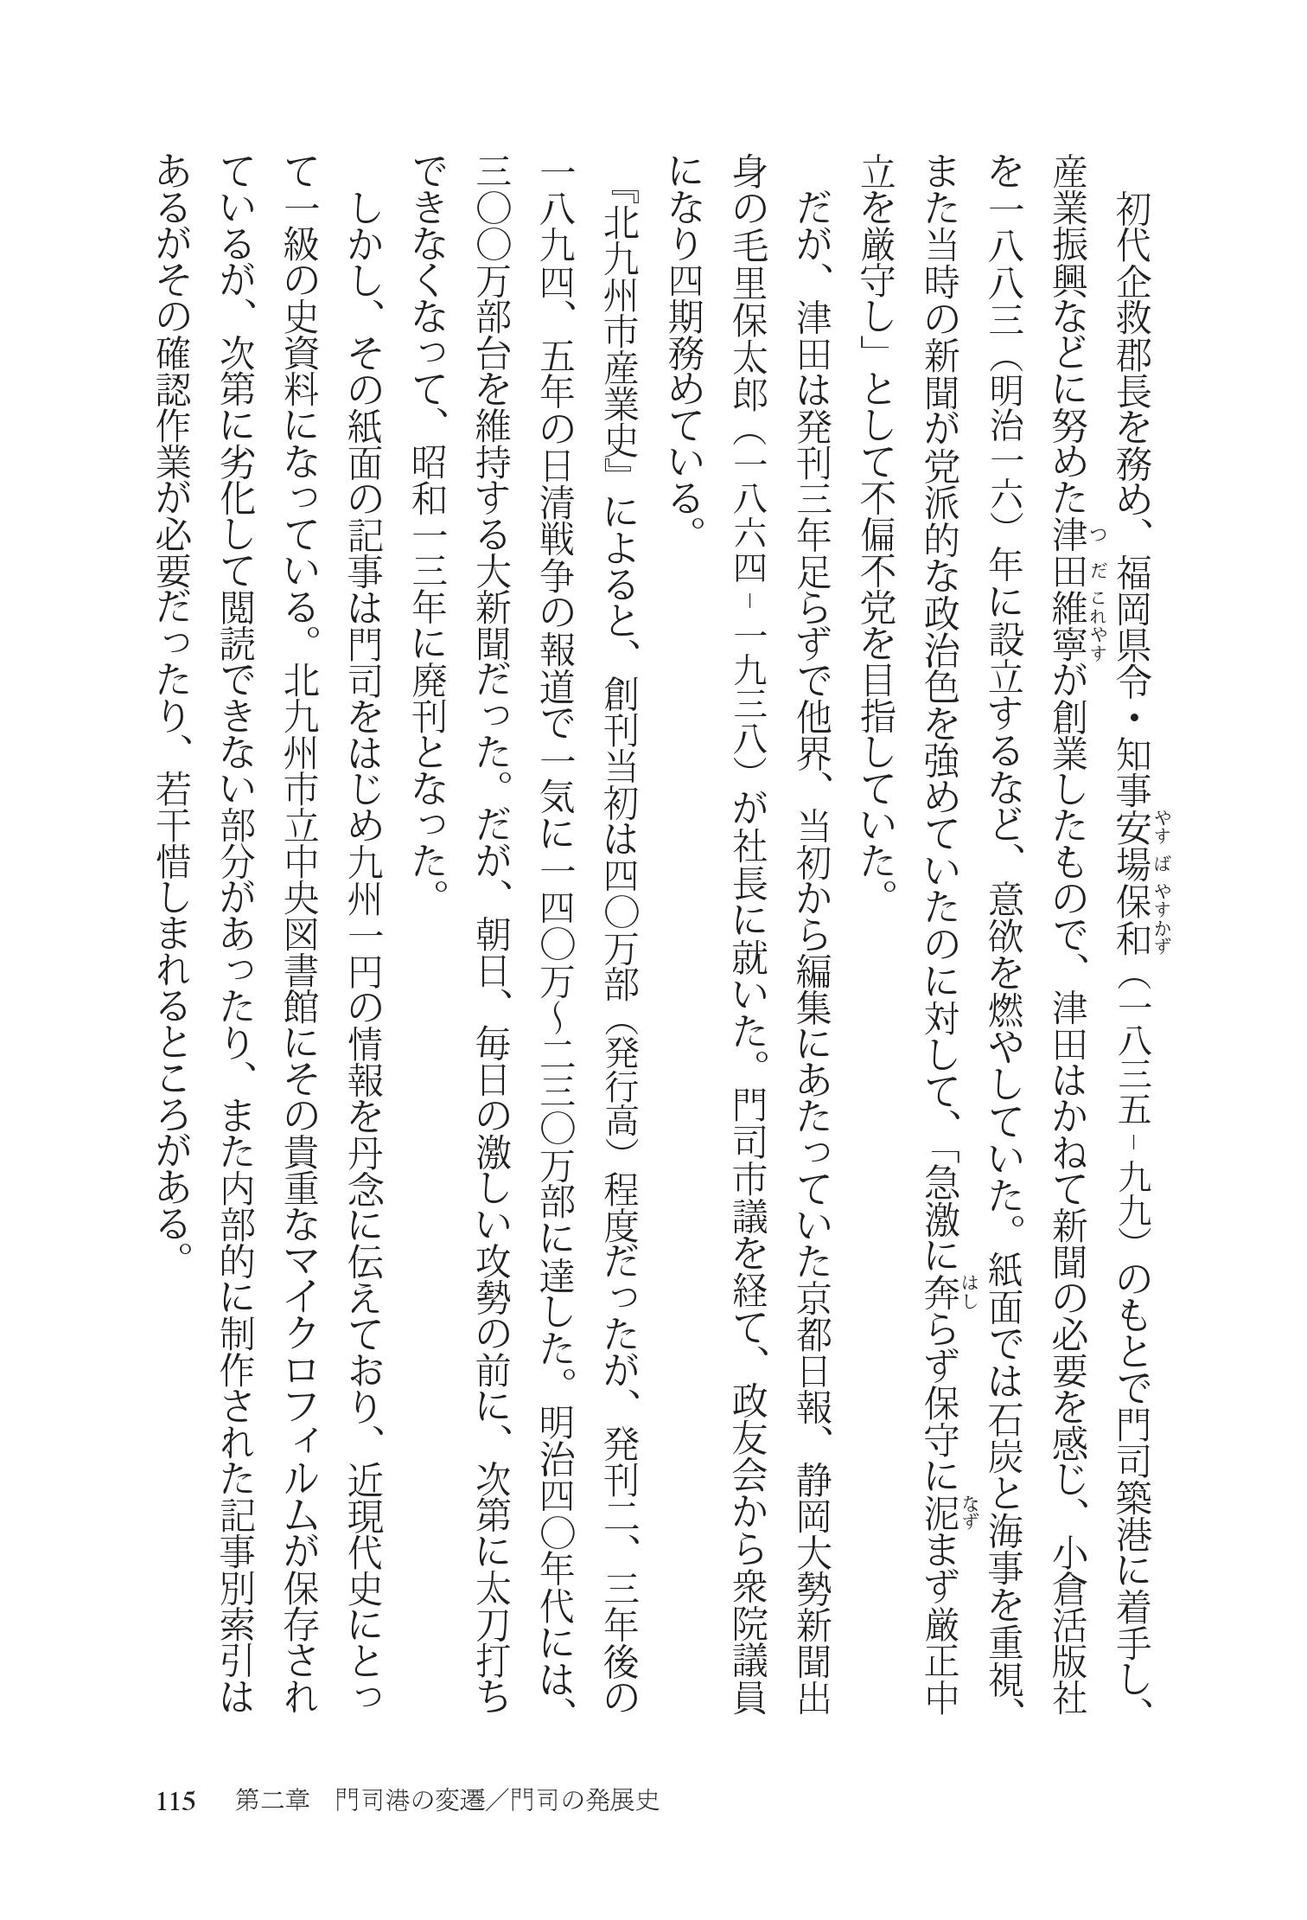 初代企救郡長を務め、福岡県令・知事安場保和（一八三五－九九）のもとで門司築港に着手し、
産業振興などに努めた津田維寧が創業したもので、津田はかねて新聞の必要を感じ、小倉活版社
を一八八三（明治一六）年に設立するなど、意欲を燃やしていた。紙面では石炭と海事を重視、
また当時の新聞が党派的な政治色を強めていたのに対して、「急激に奔らず保守に泥まず厳正中
立を厳守し」として不偏不党を目指していた。
だが、津田は発刊三年足らずで他界、当初から編集にあたっていた京都日報、静岡大勢新聞出
身の毛里保太郎（一八六四－一九三八）が社長に就いた。門司市議を経て、政友会から衆院議員
になり四期務めている。
『北九州市産業史』によると、創刊当初は四〇万部（発行高）程度だったが、発刊二、三年後の
一八九四、五年の日清戦争の報道で一気に一四〇万～二三〇万部に達した。明治四〇年代には、
三〇〇万部台を維持する大新聞だった。だが、朝日、毎日の激しい攻勢の前に、次第に太刀打ち
できなくなって、昭和一三年に廃刊となった。
しかし、その紙面の記事は門司をはじめ九州一円の情報を丹念に伝えており、近現代史にとっ
て一級の史資料になっている。北九州市立中央図書館にその貴重なマイクロフィルムが保存され
ているが、次第に劣化して閲読できない部分があったり、また内部的に制作された記事別索引は
あるがその確認作業が必要だったり、若干惜しまれるところがある。
やすばやすかず
つだこれやす
はし
なず
115 第二章 門司港の変遷／門司の発展史